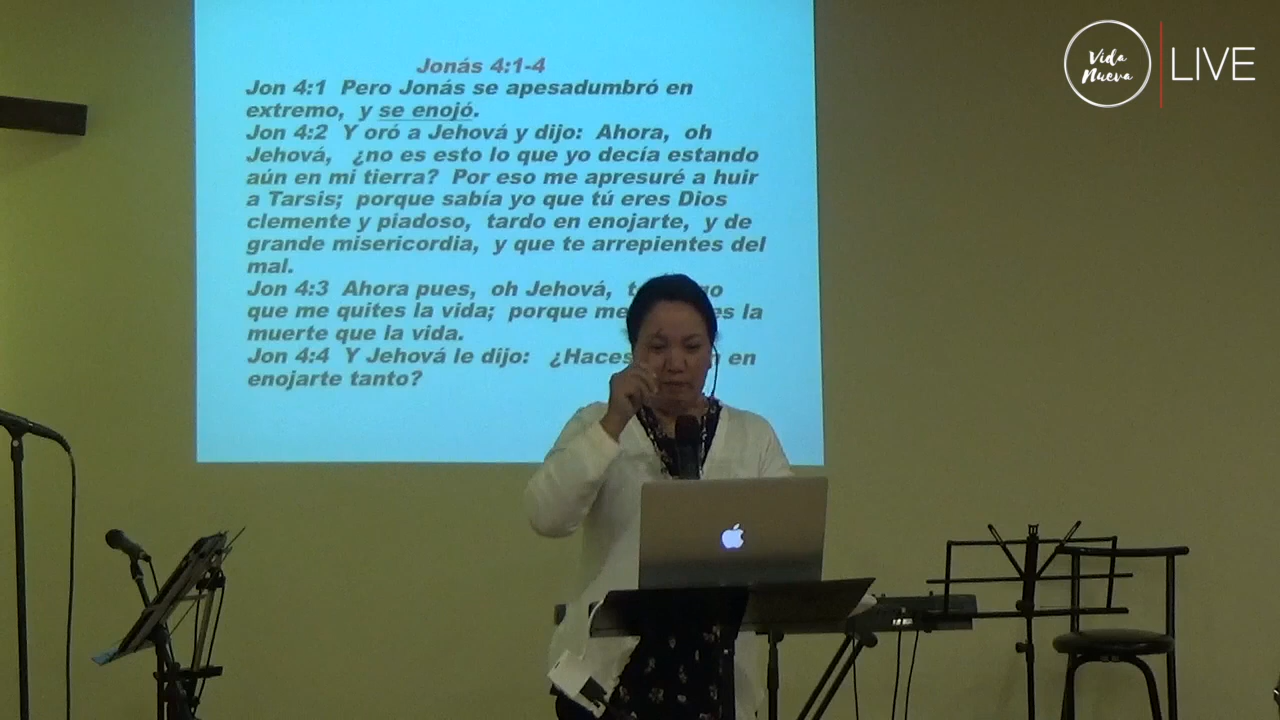 Jonás 4:1-4
Jon 4:1 Pero Jonás se apesadumbró en
extremo, y se enojó.
Jon 4:2 Y oró a Jehová y dijo: Ahora, oh
Jehová, ¿no es esto lo que yo decía estando
aún en mi tierra? Por eso me apresuré a huir
a Tarsis; porque sabía yo que tú eres Dios
clemente y piadoso, tardo en enojarte, y de
grande misericordia, y que te arrepientes del
mal.
Jon 4:3 Ahora pues, oh Jehová,
que me quites la vida; porque me es la
muerte que la vida.
Jon 4:4 Y Jehová le dijo: ¿Haces en
enojarte tanto?
Vida
Nueva
LIVE